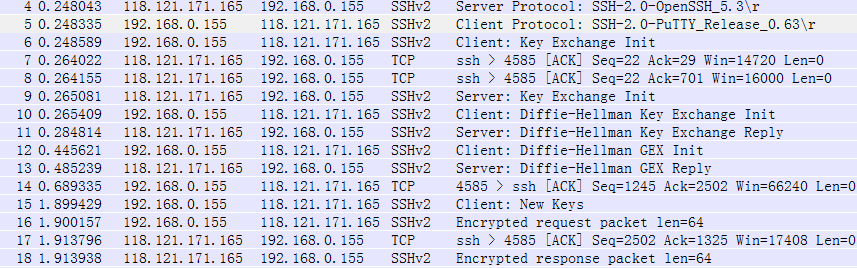 4 0.248043 118.121.171.165 192.168.0.155 SSHv2 Server Protocol: SSH-2.0-OpenSSH_5.3\r
5 0.248335 192.168.0.155 118.121.171.165 SSHv2 Client Protocol: SSH-2.0-PuTTY_Release_0.63\r
6 0.248589 192.168.0.155 118.121.171.165 SSHv2 Client: Key Exchange Init
7 0.264022 118.121.171.165 192.168.0.155 TCP ssh > 4585 [ACK] Seq=22 Ack=29 Win=14720 Len=0
8 0.264155 118.121.171.165 192.168.0.155 TCP ssh > 4585 [ACK] Seq=22 Ack=701 Win=16000 Len=0
9 0.265081 118.121.171.165 192.168.0.155 SSHv2 Server: Key Exchange Init
10 0.265409 192.168.0.155 118.121.171.165 SSHv2 Client: Diffie-Hellman Key Exchange Init
11 0.284814 118.121.171.165 192.168.0.155 SSHv2 Server: Diffie-Hellman Key Exchange Reply
12 0.445621 192.168.0.155 118.121.171.165 SSHv2 Client: Diffie-Hellman GEX Init
13 0.485239 118.121.171.165 192.168.0.155 SSHv2 Server: Diffie-Hellman GEX Reply
14 0.689335 192.168.0.155 118.121.171.165 TCP 4585 > ssh [ACK] Seq=1245 Ack=2502 Win=66240 Len=0
15 1.899429 192.168.0.155 118.121.171.165 SSHv2 Client: New Keys
16 1.900157 192.168.0.155 118.121.171.165 SSHv2 Encrypted request packet len=64
17 1.913796 118.121.171.165 192.168.0.155 TCP ssh > 4585 [ACK] Seq=2502 Ack=1325 Win=17408 Len=0
18 1.913938 118.121.171.165 192.168.0.155 SSHv2 Encrypted response packet len=64